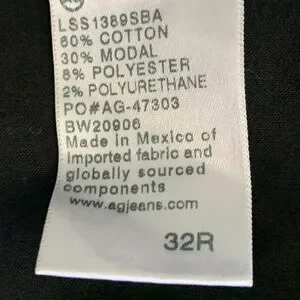 LSS1389SBA
60% COTTON
30% MODAL
8% POLYESTER
2% POLYURETHANE
PO#AG-47303
BW20906
Made in Mexico of
imported fabric and
globally sourced
components
www.agjeans.com
32R